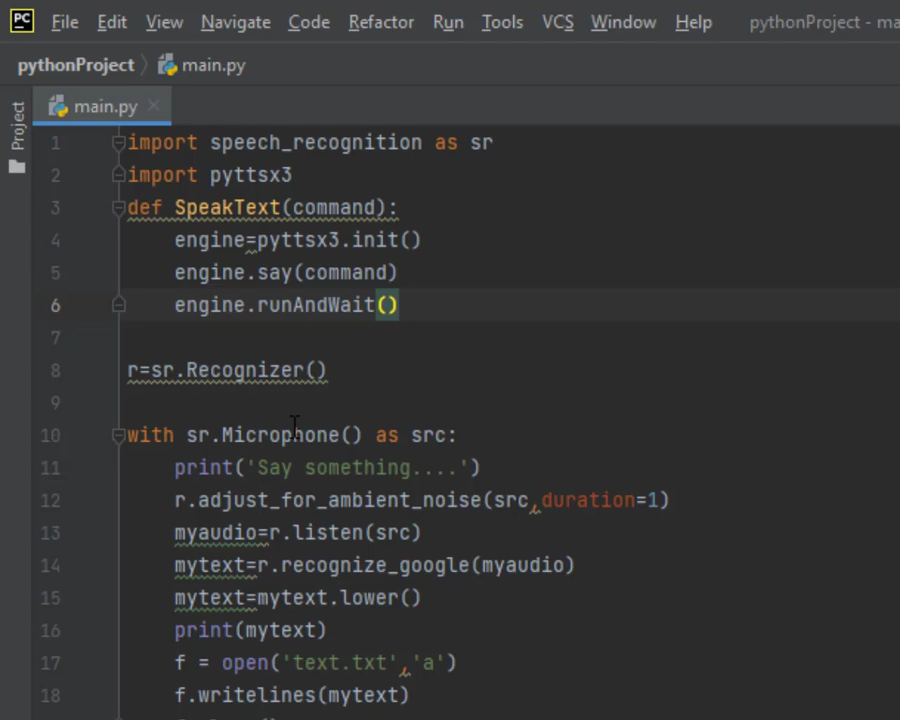 PC File Edit View Navigate Code Refactor Run Tools VCS Window Help pythonProject - ma
pythonProject main.py
Project
main.py
1 import speech_recognition as sr
2 import pyttsx3
3 def SpeakText(command):
4 engine=pyttsx3.init()
5 engine.say(command)
6 engine.runAndWait()
7
8 r=sr.Recognizer()
9
10 with sr.Microphone() as src:
11 print('Say something....')
12 r.adjust_for_ambient_noise(src,duration=1)
13 myaudio=r.listen(src)
14 mytext=r.recognize_google(myaudio)
15 mytext=mytext.lower()
16 print(mytext)
17 f = open('text.txt','a')
18 f.writelines(mytext)